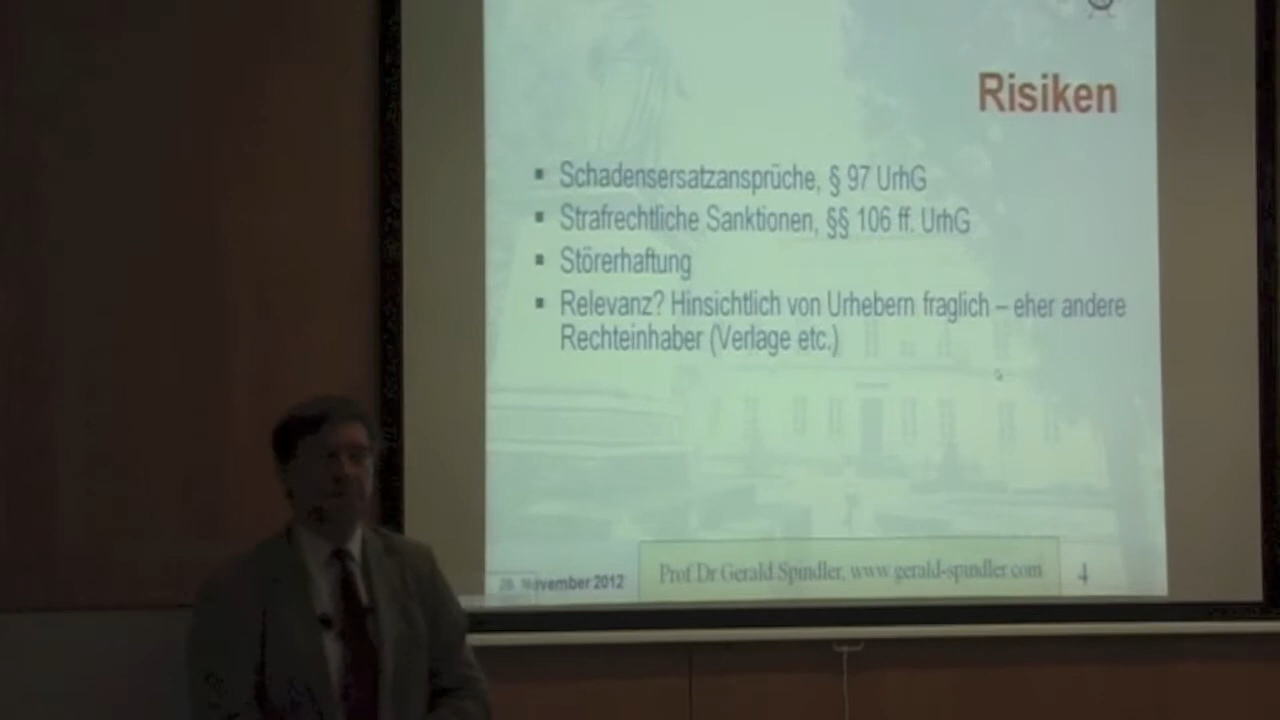 Risiken
Schadensersatzansprüche, § 97 UrhG
Strafrechtliche Sanktionen, §§ 106 ff. UrhG
Störerhaftung
Relevanz? Hinsichtlich von Urhebern fraglich – eher andere
Rechteinhaber (Verlage etc.)
November 2012
Prof Dr Gerald Spindler, www.gerald-spindler.com
4